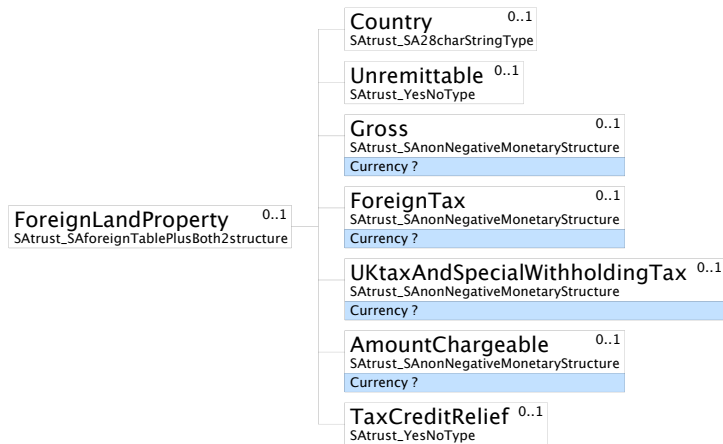 Country 0..1
SAtrust_SA28charStringType
Unremittable 0..1
SAtrust_YesNoType
Gross 0..1
SAtrust_SAnonNegativeMonetaryStructure
Currency ?
ForeignLandProperty 0..1
SAtrust_SAforeignTablePlusBoth2structure
ForeignTax 0..1
SAtrust_SAnonNegativeMonetaryStructure
Currency ?
UKtaxAndSpecialWithholdingTax 0..1
SAtrust_SAnonNegativeMonetaryStructure
Currency ?
AmountChargeable 0..1
SAtrust_SAnonNegativeMonetaryStructure
Currency ?
TaxCreditRelief 0..1
SAtrust_YesNoType